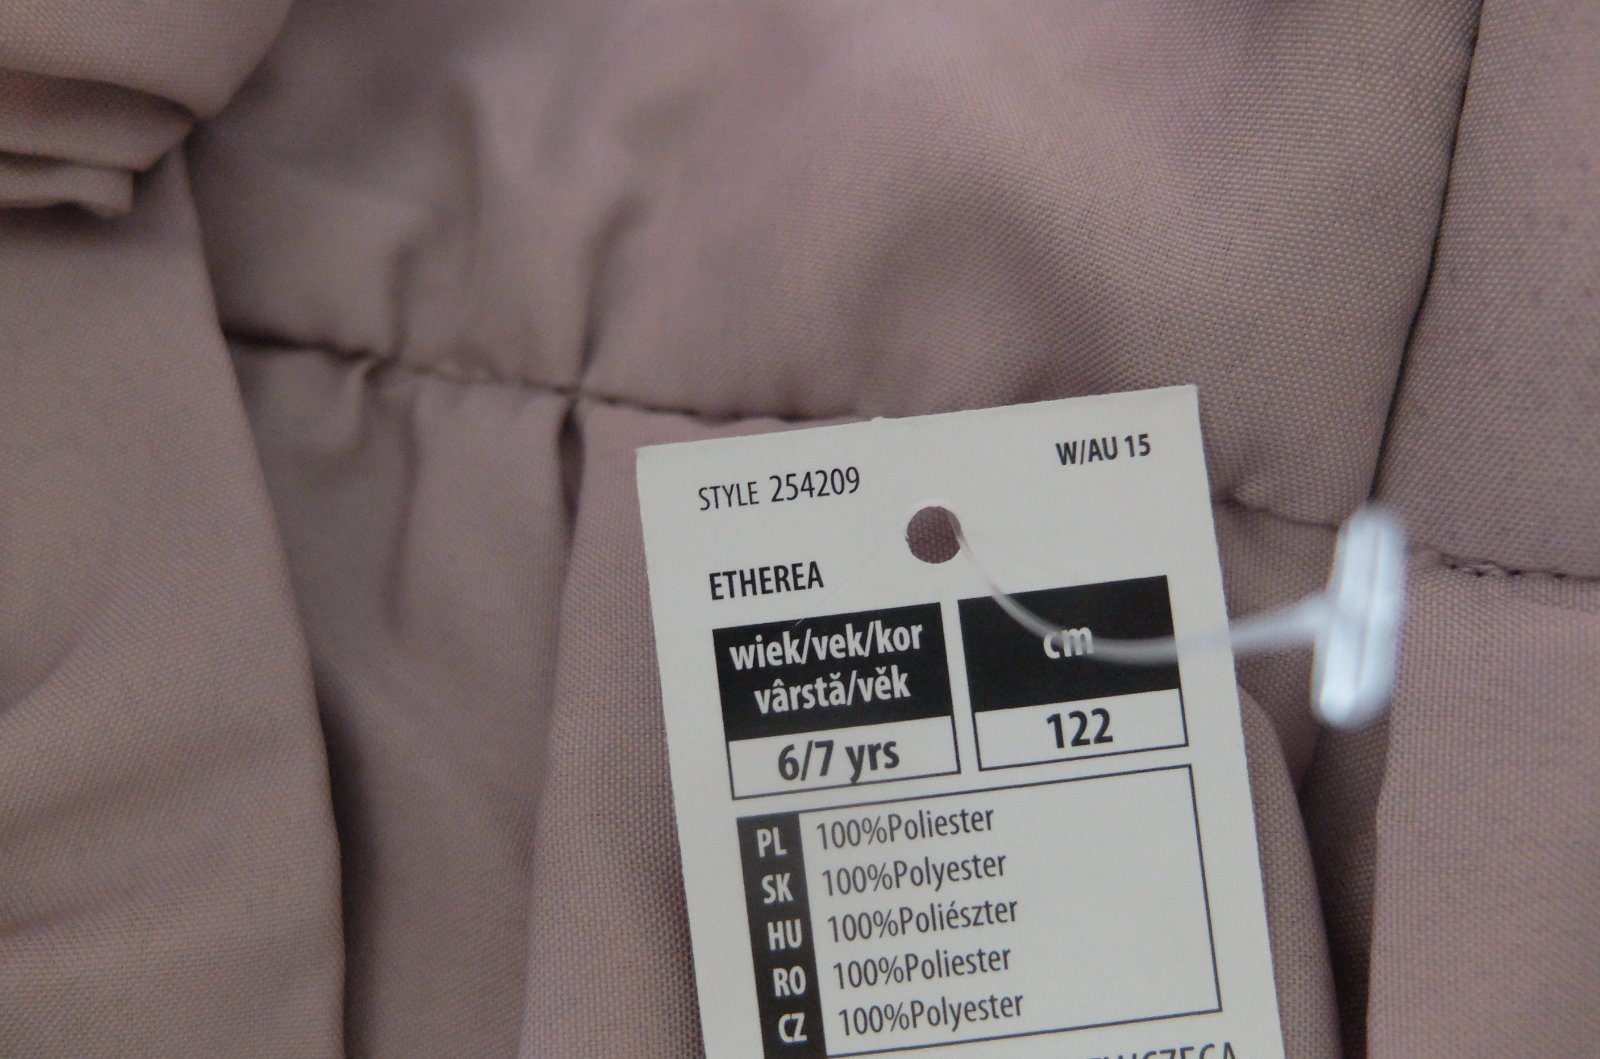 STYLE 254209
W/AU 15
ETHEREA
wiek/vek/kor
vârstă/věk
cm
6/7 yrs
122
PL 100%Poliester
SK 100%Polyester
HU 100%Poliészter
RO 100%Poliester
CZ 100%Polyester